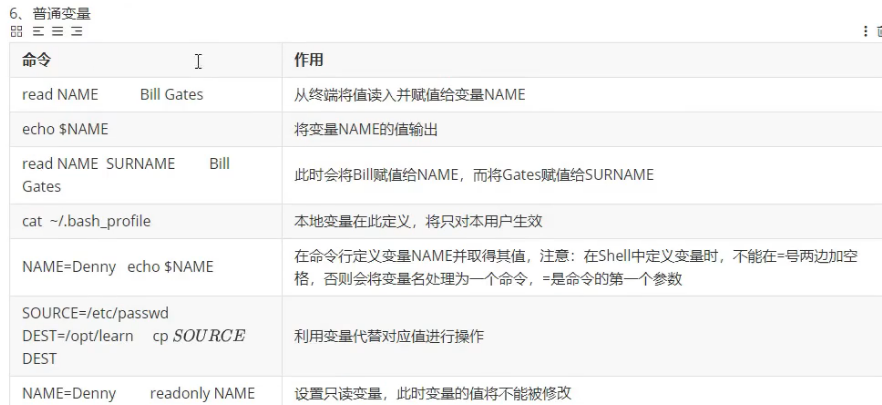 6、普通变量
命令 作用
read NAME Bill Gates 从终端将值读入并赋值给变量NAME
echo $NAME 将变量NAME的值输出
read NAME SURNAME Bill
Gates
此时会将Bill赋值给NAME，而将Gates赋值给SURNAME
cat ~/.bash_profile 本地变量在此定义，将只对本用户生效
NAME=Denny echo $NAME
在命令行定义变量NAME并取得其值，注意：在Shell中定义变量时，不能在=号两边加空
格，否则会将变量名处理为一个命令，=是命令的第一个参数
SOURCE=/etc/passwd
DEST=/opt/learn cp SOURCE
DEST
利用变量代替对应值进行操作
NAME=Denny readonly NAME 设置只读变量，此时变量的值将不能被修改